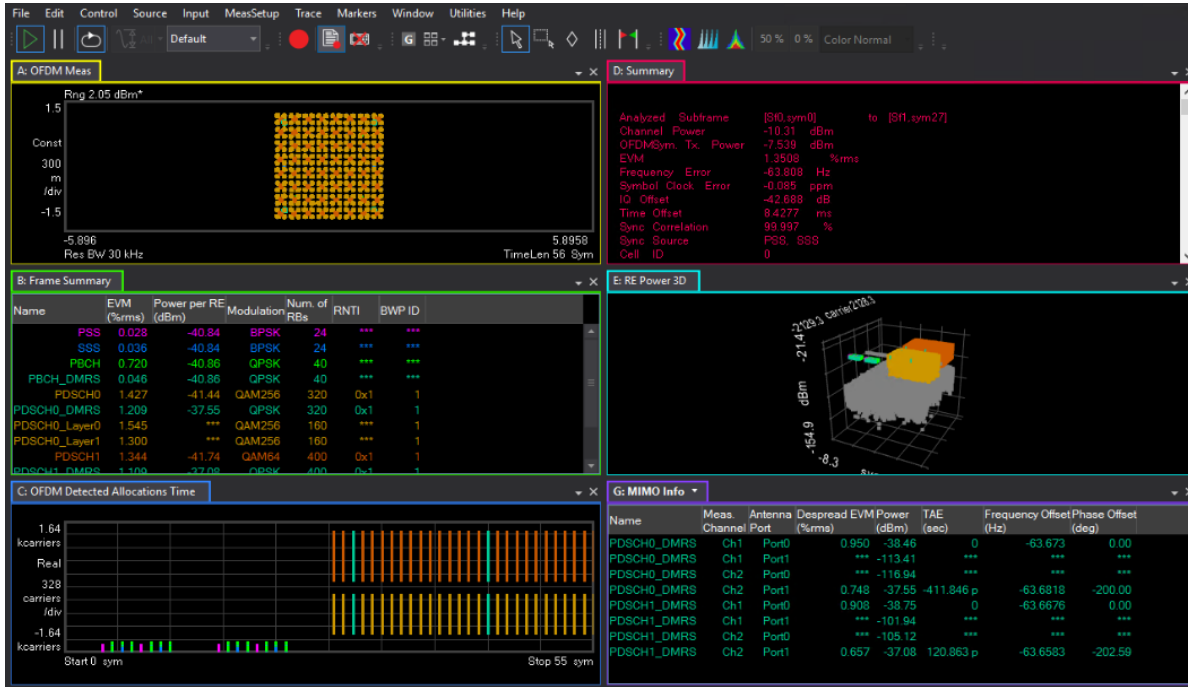 File Edit Control Source Input MeasSetup Trace Markers Window Utilities Help
All Default G 50 % 0 % Color Normal
A: OFDM Meas
Rng 2.05 dBm*
1.5
Const
300
m
/div
-1.5
-5.896 5.8958
Res BW 30 kHz TimeLen 56 Sym
D: Summary
Analyzed Subframe [Sf0,sym0] to [Sf1,sym27]
Channel Power -10.31 dBm
OFDMSym. Tx. Power -7.539 dBm
EVM 1.3508 %rms
Frequency Error -63.808 Hz
Symbol Clock Error -0.085 ppm
IQ Offset -42.688 dB
Time Offset 8.4277 ms
Sync Correlation 99.997 %
Sync Source PSS, SSS
Cell ID 0
B: Frame Summary
Name EVM (%rms) Power per RE (dBm) Modulation Num. of RBs RNTI BWP ID
PSS 0.028 -40.84 BPSK 24 *** ***
SSS 0.036 -40.84 BPSK 24 *** ***
PBCH 0.720 -40.86 QPSK 40 *** ***
PBCH_DMRS 0.046 -40.86 QPSK 40 *** ***
PDSCH0 1.427 -41.44 QAM256 320 0x1 1
PDSCH0_DMRS 1.209 -37.55 QPSK 320 0x1 1
PDSCH0_Layer0 1.545 *** QAM256 160 *** 1
PDSCH0_Layer1 1.300 *** QAM256 160 *** 1
PDSCH1 1.344 -41.74 QAM64 400 0x1 1
PDSCH1_DMRS 1.109 -37.08 QPSK 400 0x1 1
E: RE Power 3D
-2129.3 carrier2128.3
-21.4
dBm
-154.9
-8.3
C: OFDM Detected Allocations Time
1.64
kcarriers
Real
328
carriers
/div
-1.64
kcarriers
Start 0 sym Stop 55 sym
G: MIMO Info
Name Meas. Channel Antenna Port Despread EVM (%rms) Power (dBm) TAE (sec) Frequency Offset (Hz) Phase Offset (deg)
PDSCH0_DMRS Ch1 Port0 0.950 -38.46 0 -63.673 0.00
PDSCH0_DMRS Ch1 Port1 *** -113.41 *** *** ***
PDSCH0_DMRS Ch2 Port0 *** -116.94 *** *** ***
PDSCH0_DMRS Ch2 Port1 0.748 -37.55 -411.846 p -63.6818 -200.00
PDSCH1_DMRS Ch1 Port0 0.908 -38.75 0 -63.6676 0.00
PDSCH1_DMRS Ch1 Port1 *** -101.94 *** *** ***
PDSCH1_DMRS Ch2 Port0 *** -105.12 *** *** ***
PDSCH1_DMRS Ch2 Port1 0.657 -37.08 120.863 p -63.6583 -202.59